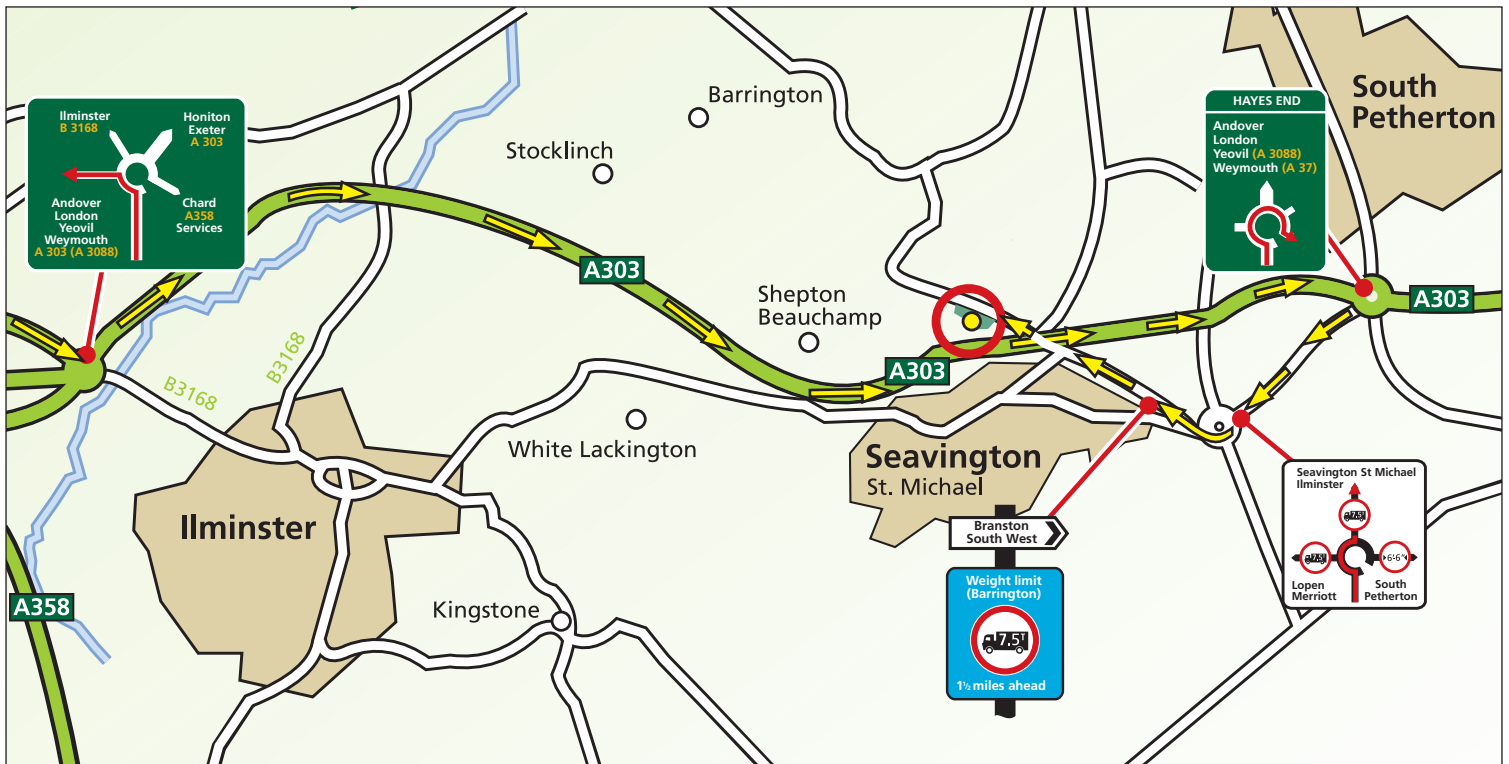 Ilminster
B 3168
Honiton
Exeter
A 303
Andover
London
Yeovil
Weymouth
A 303 (A 3088)
Chard
A358
Services
Barrington
Stocklinch
HAYES END
Andover
London
Yeovil (A 3088)
Weymouth (A 37)
South
Petherton
A303
A303
Shepton
Beauchamp
A303
B3168
B3168
White Lackington
Seavington
St. Michael
Ilminster
Branston
South West
Weight limit
(Barrington)
7.5T
1½ miles ahead
Seavington St Michael
Ilminster
7.5T
7.5T
6'-6"
Lopen
Merriott
South
Petherton
A358
Kingstone